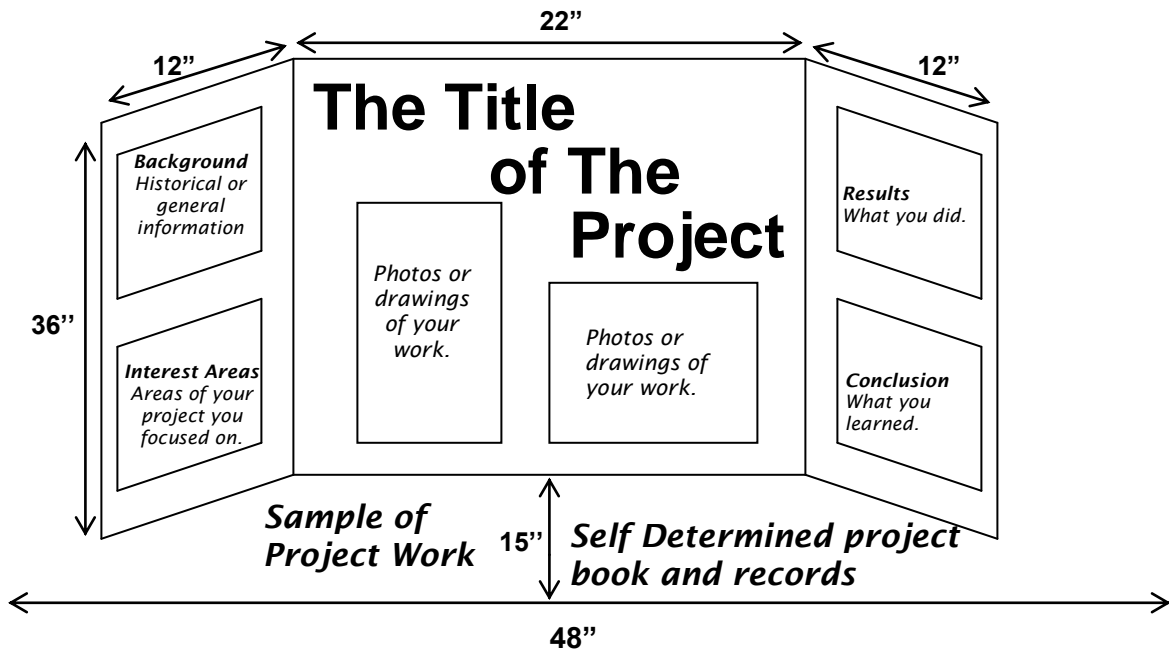 22”
12”
12”
The Title
of The
Project
Background
Historical or
general
information
Results
What you did.
Photos or
drawings
of your
work.
36’’
Photos or
drawings of
your work.
Interest Areas
Areas of your
project you
focused on.
Conclusion
What you
learned.
Sample of
Project Work
15’’
Self Determined project
book and records
48”